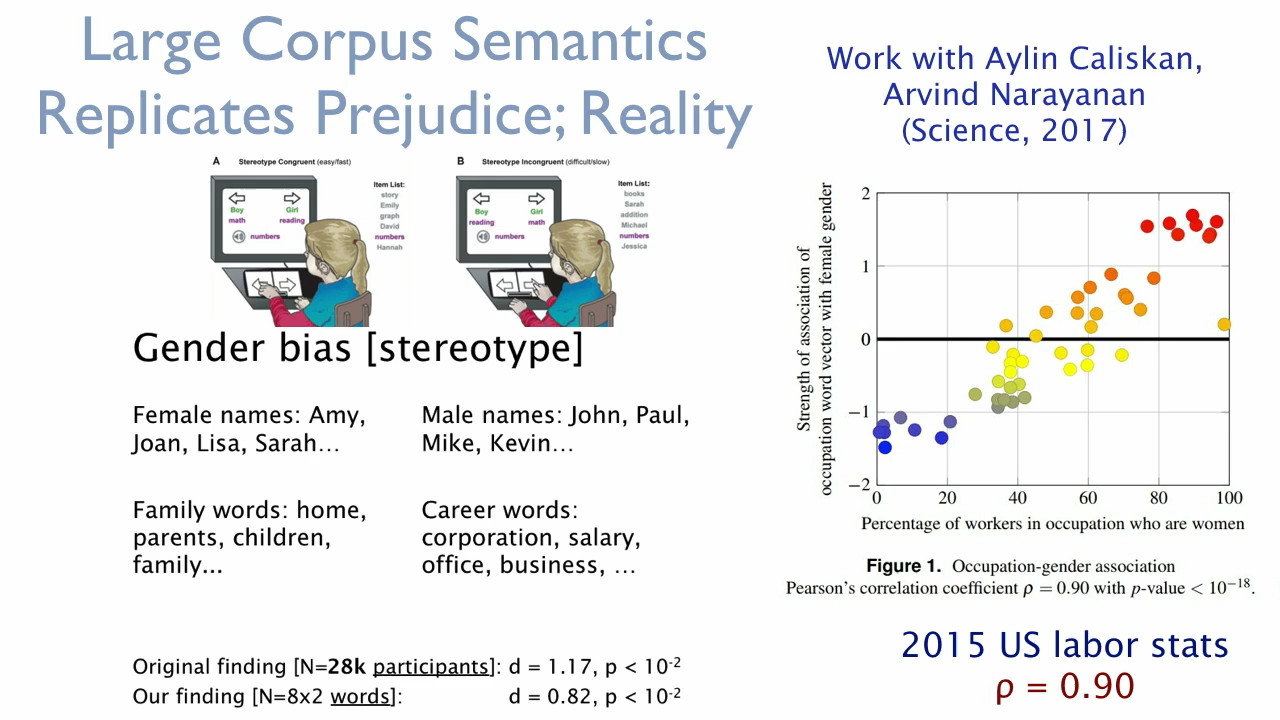 Large Corpus Semantics
Replicates Prejudice; Reality
Work with Aylin Caliskan,
Arvind Narayanan
(Science, 2017)
A Stereotype Congruent (easy/fast)
Boy Girl
math reading
numbers
Item List:
story
Emily
graph
David
numbers
Hannah
B Stereotype Incongruent (difficult/slow)
Boy Girl
reading math
numbers
Item List:
books
Sarah
addition
Michael
numbers
Jessica
Gender bias [stereotype]
Female names: Amy,
Joan, Lisa, Sarah…
Male names: John, Paul,
Mike, Kevin…
Family words: home,
parents, children,
family...
Career words:
corporation, salary,
office, business, …
Original finding [N=28k participants]: d = 1.17, p < 10⁻²
Our finding [N=8x2 words]: d = 0.82, p < 10⁻²
Strength of association of
occupation word vector with female gender
2
1
0
−1
−2
0 20 40 60 80 100
Percentage of workers in occupation who are women
Figure 1. Occupation-gender association
Pearson's correlation coefficient ρ = 0.90 with p-value < 10⁻¹⁸.
2015 US labor stats
ρ = 0.90